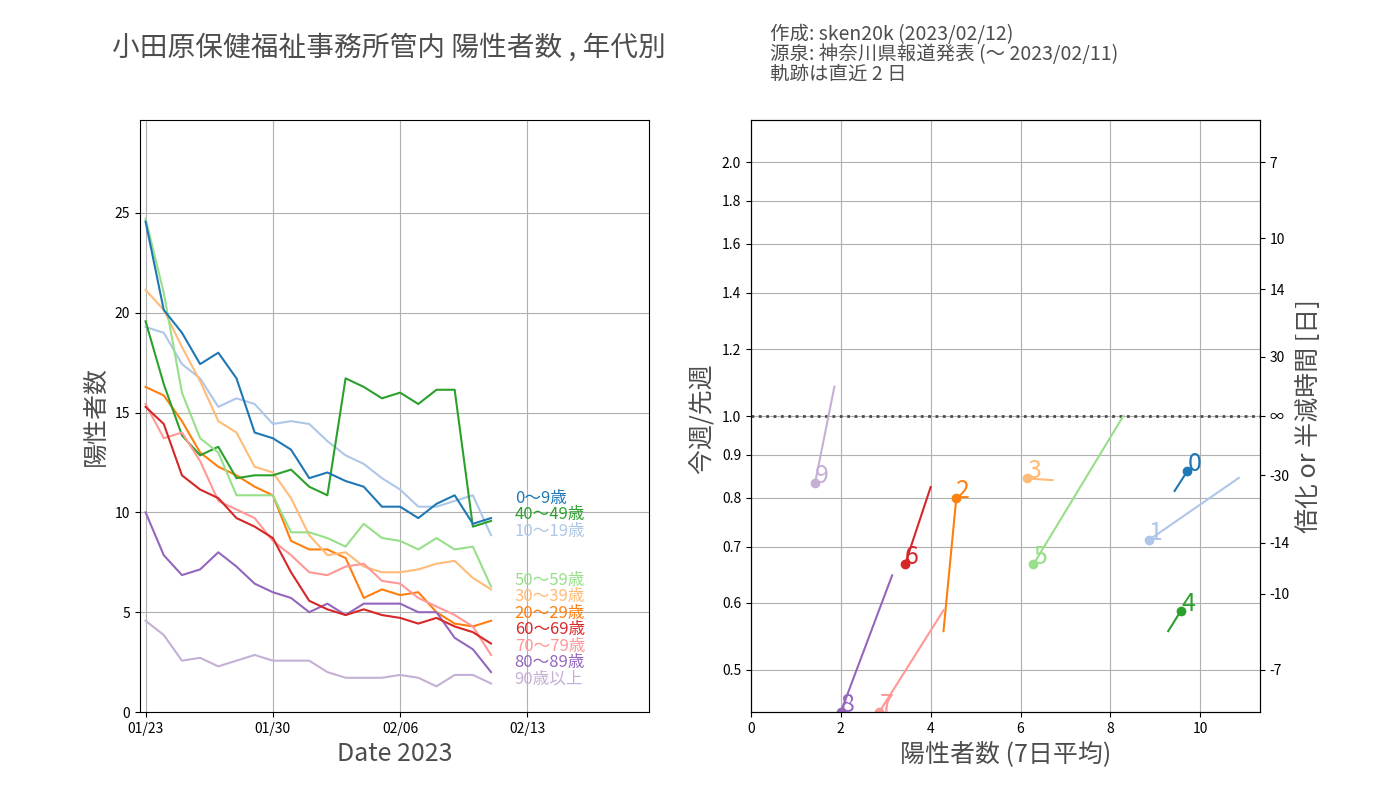 小田原保健福祉事務所管内 陽性者数 , 年代別
作成: sken20k (2023/02/12)
源泉: 神奈川県報道発表 (〜 2023/02/11)
軌跡は直近 2 日
陽性者数
25
20
15
10
5
0
01/23
01/30
02/06
02/13
Date 2023
0〜9歳
40〜49歳
10〜19歳
50〜59歳
30〜39歳
20〜29歳
60〜69歳
70〜79歳
80〜89歳
90歳以上
今週/先週
2.0
1.8
1.6
1.4
1.2
1.0
0.9
0.8
0.7
0.6
0.5
0
2
4
6
8
10
陽性者数 (7日平均)
9
3
2
0
1
6
5
4
8
7
7
10
14
30
∞
-30
-14
-10
-7
倍化 or 半減時間 [日]